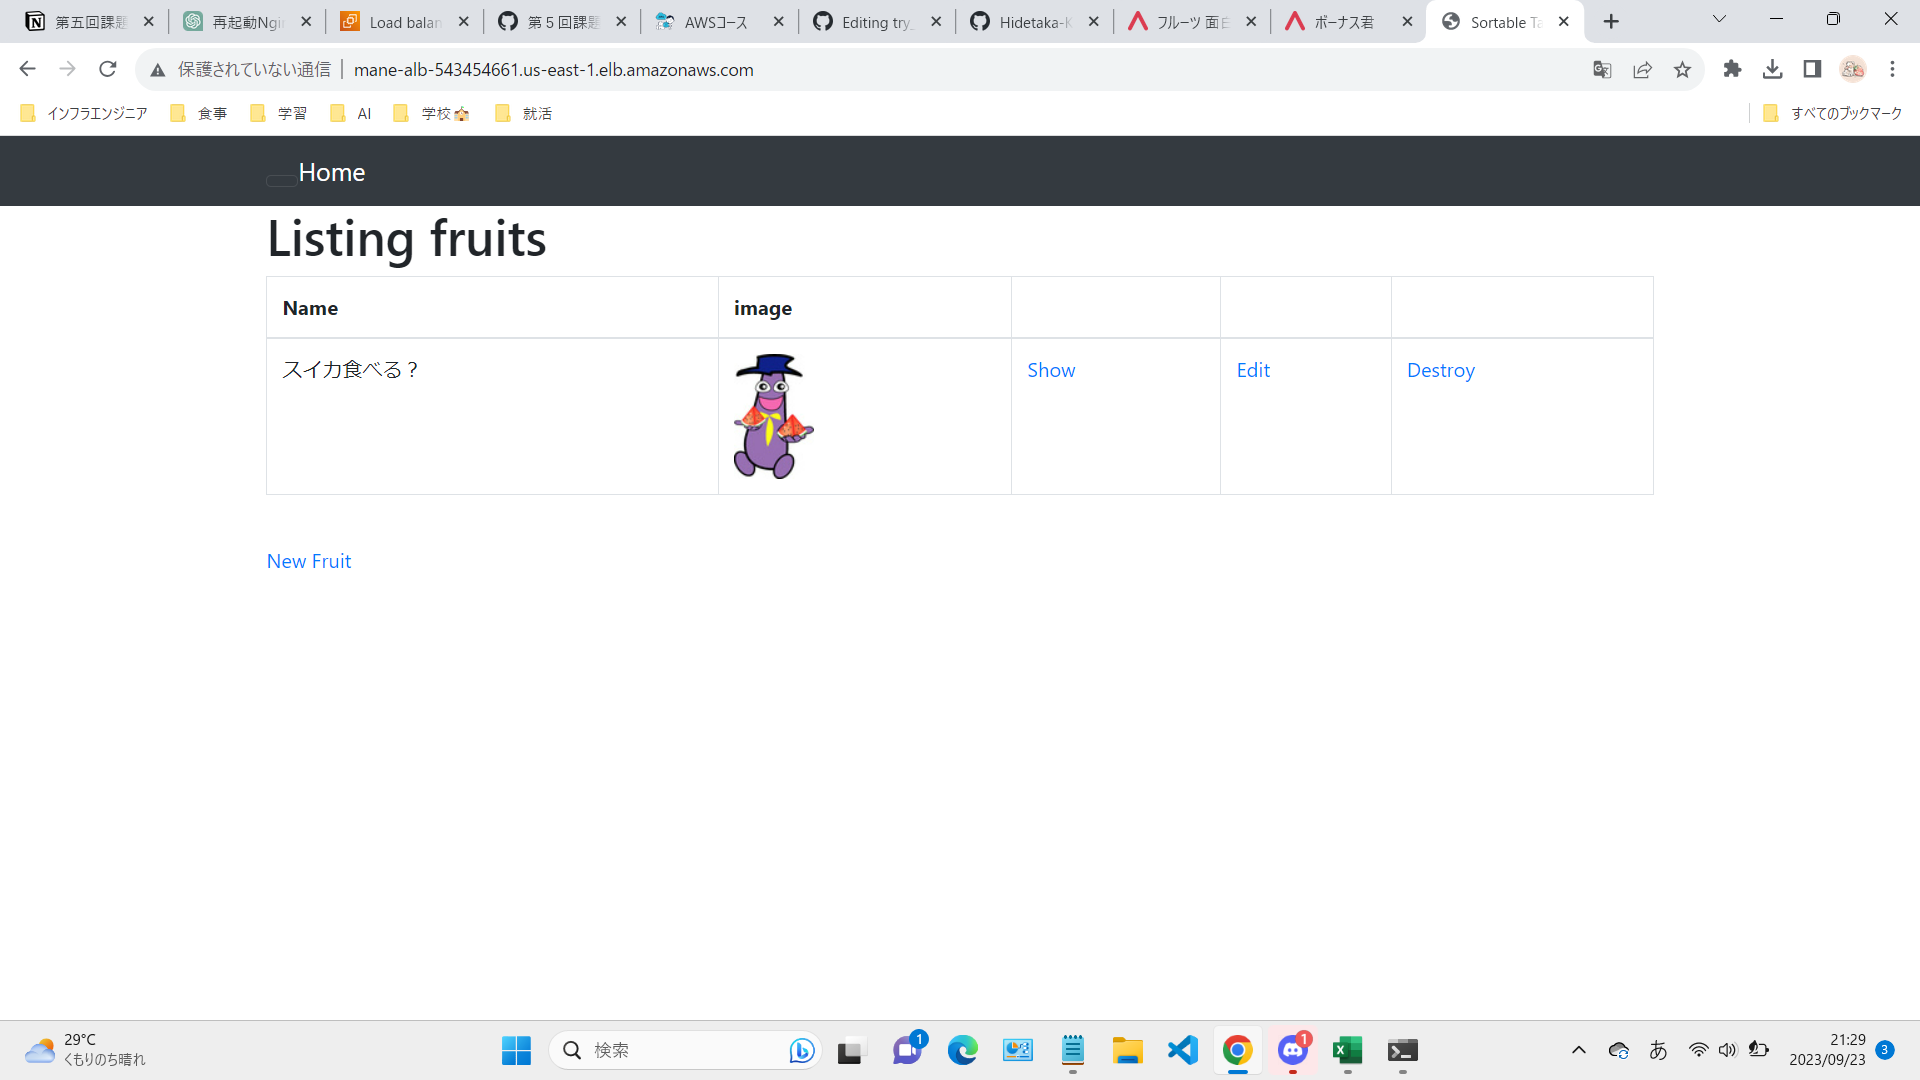 第五回課題
再起動Ngi
Load balan
第５回課題
AWSコース
Editing try_
Hidetaka-K
フルーツ 面白
ボーナス君
Sortable Ta
保護されていない通信
mane-alb-543454661.us-east-1.elb.amazonaws.com
インフラエンジニア
食事
学習
AI
学校
就活
すべてのブックマーク
Home
Listing fruits
Name
image
スイカ食べる？
Show
Edit
Destroy
New Fruit
29°C
くもりのち晴れ
検索
1
1
あ
21:29
2023/09/23
3